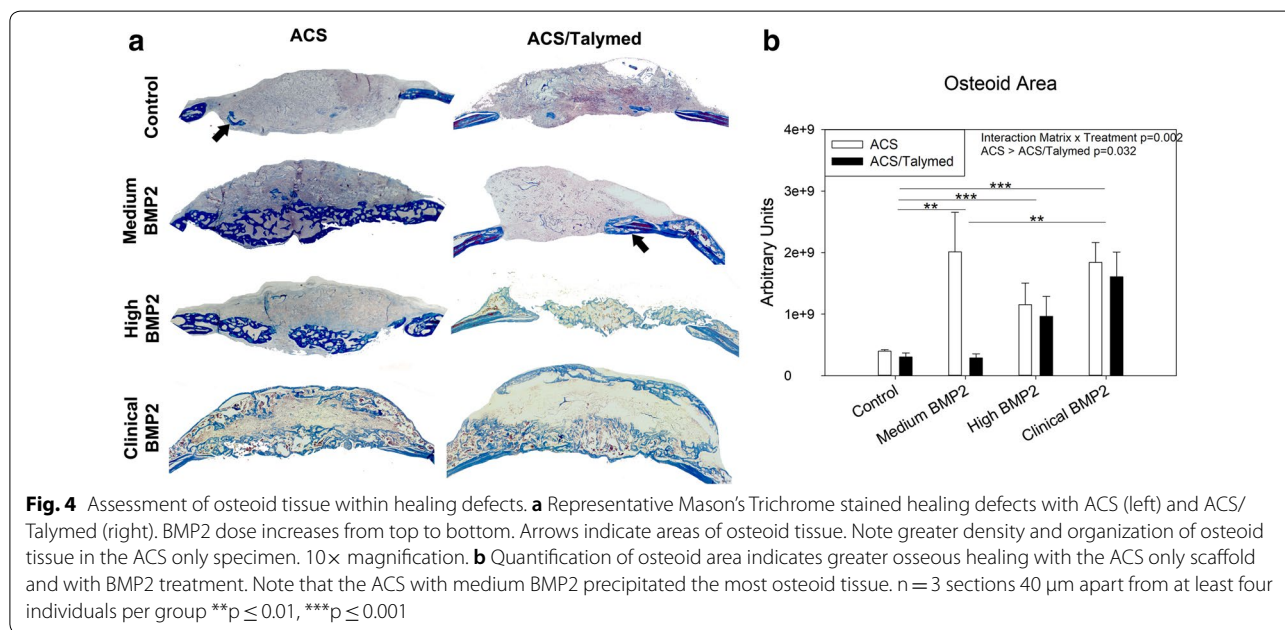 a
ACS
ACS/Talymed
Control
Medium
BMP2
High
BMP2
Clinical
BMP2
b
Osteoid Area
4e+9
3e+9
2e+9
1e+9
0
Arbitrary Units
ACS
ACS/Talymed
Interaction Matrix x Treatment p=0.002
ACS > ACS/Talymed p=0.032
***
***
**
**
Control
Medium BMP2
High BMP2
Clinical BMP2
Fig. 4 Assessment of osteoid tissue within healing defects. a Representative Mason's Trichrome stained healing defects with ACS (left) and ACS/
Talymed (right). BMP2 dose increases from top to bottom. Arrows indicate areas of osteoid tissue. Note greater density and organization of osteoid
tissue in the ACS only specimen. 10× magnification. b Quantification of osteoid area indicates greater osseous healing with the ACS only scaffold
and with BMP2 treatment. Note that the ACS with medium BMP2 precipitated the most osteoid tissue. n = 3 sections 40 μm apart from at least four
individuals per group **p ≤ 0.01, ***p ≤ 0.001